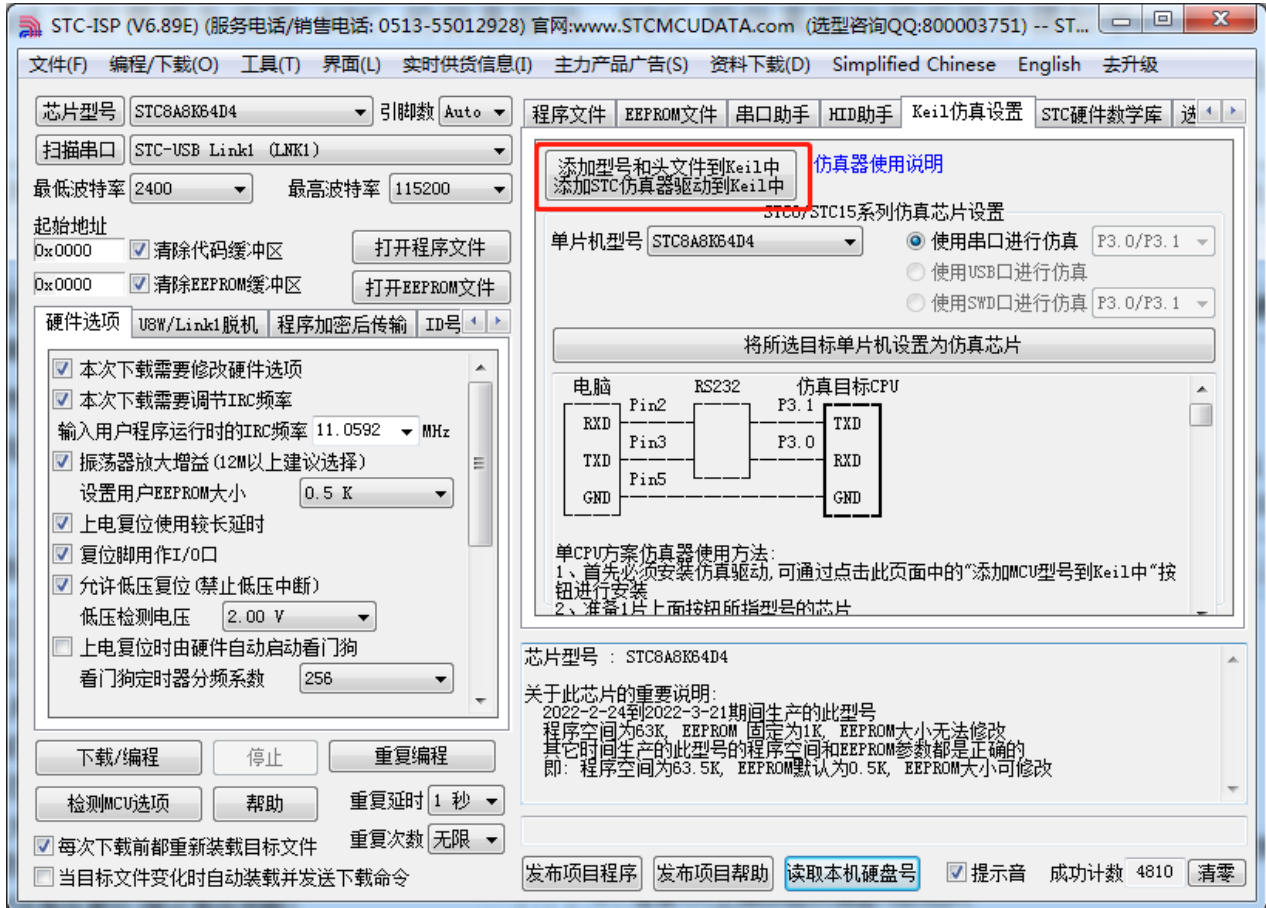 STC-ISP (V6.89E) (服务电话/销售电话: 0513-55012928) 官网:www.STCMCUDATA.com (选型咨询QQ:800003751) -- ST...
文件(F) 编程/下载(O) 工具(T) 界面(L) 实时供货信息(I) 主力产品广告(S) 资料下载(D) Simplified Chinese English 去升级
芯片型号 STC8A8K64D4 引脚数 Auto
扫描串口 STC-USB Link1 (LNK1)
最低波特率 2400 最高波特率 115200
起始地址
0x0000 清除代码缓冲区 打开程序文件
0x0000 清除EEPROM缓冲区 打开EEPROM文件
硬件选项 U8W/Link1脱机 程序加密后传输 ID号
本次下载需要修改硬件选项
本次下载需要调节IRC频率
输入用户程序运行时的IRC频率 11.0592 MHz
振荡器放大增益(12M以上建议选择)
设置用户EEPROM大小 0.5 K
上电复位使用较长延时
复位脚用作I/O口
允许低压复位(禁止低压中断)
低压检测电压 2.00 V
上电复位时由硬件自动启动看门狗
看门狗定时器分频系数 256
下载/编程 停止 重复编程
检测MCU选项 帮助 重复延时 1 秒
每次下载前都重新装载目标文件 重复次数 无限
当目标文件变化时自动装载并发送下载命令
程序文件 EEPROM文件 串口助手 HID助手 Keil仿真设置 STC硬件数学库 选
添加型号和头文件到Keil中
添加STC仿真器驱动到Keil中
仿真器使用说明
STC8/STC15系列仿真芯片设置
单片机型号 STC8A8K64D4 使用串口进行仿真 P3.0/P3.1
使用USB口进行仿真
使用SWD口进行仿真 P3.0/P3.1
将所选目标单片机设置为仿真芯片
电脑 RS232 仿真目标CPU
Pin2 P3.1
RXD TXD
Pin3 P3.0
TXD RXD
Pin5
GND GND
单CPU方案仿真器使用方法:
1、首先必须安装仿真驱动,可通过点击此页面中的"添加MCU型号到Keil中"按
钮进行安装
2、准备1片上面按钮所指型号的芯片
芯片型号 : STC8A8K64D4
关于此芯片的重要说明:
2022-2-24到2022-3-21期间生产的此型号
程序空间为63K, EEPROM 固定为1K, EEPROM大小无法修改
其它时间生产的此型号的程序空间和EEPROM参数都是正确的
即: 程序空间为63.5K, EEPROM默认为0.5K, EEPROM大小可修改
发布项目程序 发布项目帮助 读取本机硬盘号 提示音 成功计数 4810 清零